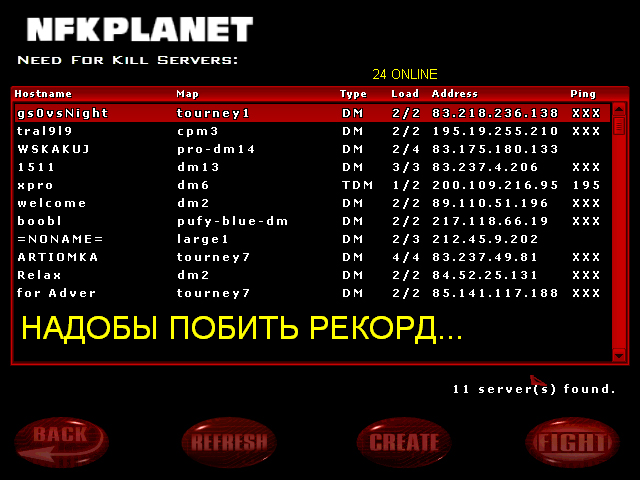 NFKPLANET
NEED FOR KILL SERVERS:
24 ONLINE
Hostname Map Type Load Address Ping
gs0vsNight tourney1 DM 2/2 83.218.236.138 XXX
tral9l9 cpm3 DM 2/2 195.19.255.210 XXX
WSKAKUJ pro-dm14 DM 2/4 83.175.180.133
1511 dm13 DM 3/3 83.237.4.206 XXX
xpro dm6 TDM 1/2 200.109.216.95 195
welcome dm2 DM 2/2 89.110.51.196 XXX
boobl pufy-blue-dm DM 2/2 217.118.66.19 XXX
=NONAME= large1 DM 2/3 212.45.9.202
ARTIOMKA tourney7 DM 4/4 83.237.49.81 XXX
Relax dm2 DM 2/2 84.52.25.131 XXX
for Adver tourney7 DM 2/2 85.141.117.188 XXX
НАДОБЫ ПОБИТЬ РЕКОРД...
11 server(s) found.
BACK REFRESH CREATE FIGHT